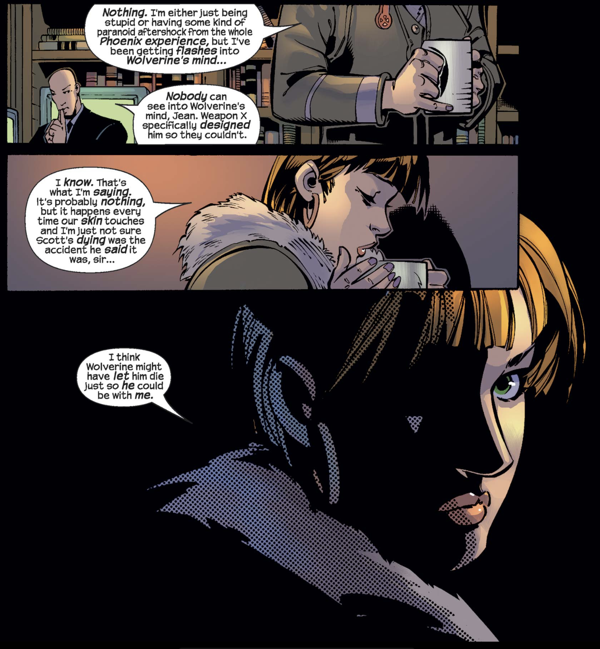 Nothing. I'm either just being
stupid or having some kind of
paranoid aftershock from the whole
Phoenix experience, but I've
been getting flashes into
Wolverine's mind...
Nobody can
see into Wolverine's
mind, Jean. Weapon X
specifically designed
him so they couldn't.
I know. That's
what I'm saying.
It's probably nothing,
but it happens every
time our skin touches
and I'm just not sure
Scott's dying was the
accident he said it
was, sir...
I think
Wolverine might
have let him die
just so he could
be with me.